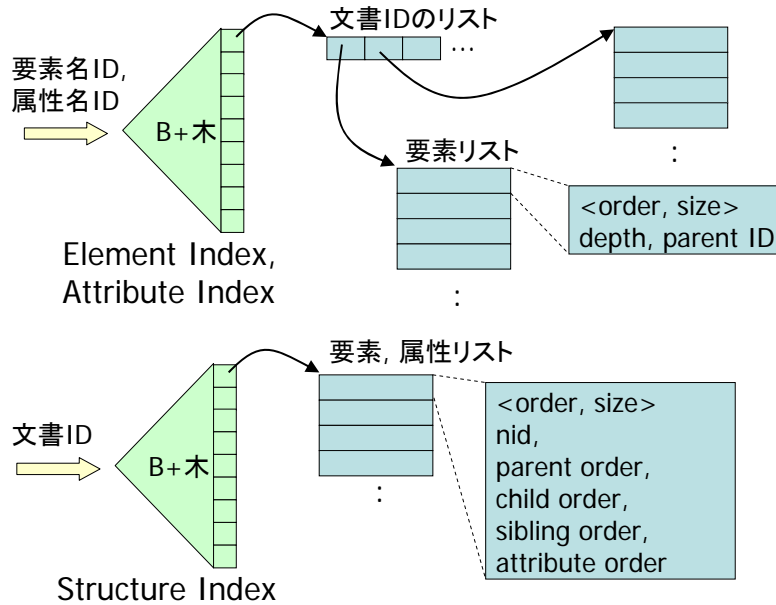 文書IDのリスト
...
要素名ID,
属性名ID
B+木
:
要素リスト
<order, size>
depth, parent ID
Element Index,
Attribute Index
:
要素, 属性リスト
文書ID
B+木
<order, size>
nid,
parent order,
child order,
sibling order,
attribute order
:
Structure Index